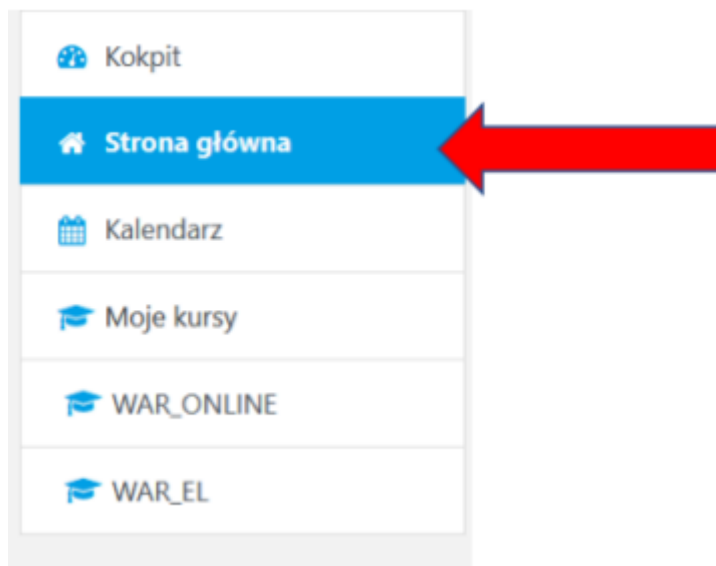 Kokpit
Strona główna
Kalendarz
Moje kursy
WAR_ONLINE
WAR_EL